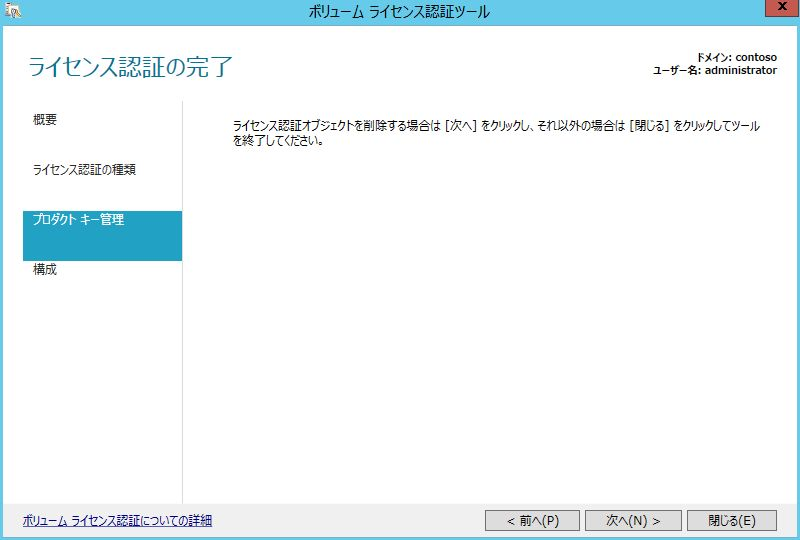 ボリューム ライセンス認証ツール
X
ライセンス認証の完了
ドメイン: contoso
ユーザー名: administrator
概要
ライセンス認証の種類
プロダクト キー管理
構成
ライセンス認証オブジェクトを削除する場合は [次へ] をクリックし、それ以外の場合は [閉じる] をクリックしてツール
を終了してください。
ボリューム ライセンス認証についての詳細
< 前へ(P)
次へ(N) >
閉じる(E)